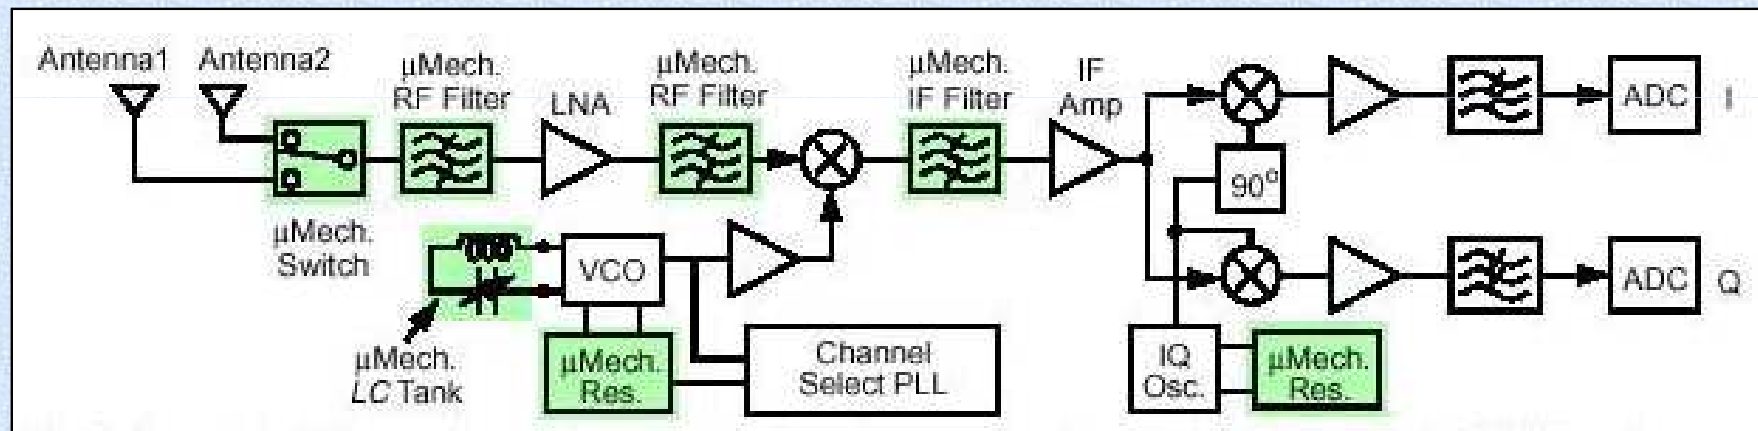 Antenna1
Antenna2
µMech.
RF Filter
LNA
µMech.
RF Filter
µMech.
IF Filter
IF
Amp
ADC
I
90°
µMech.
Switch
VCO
ADC
Q
µMech.
LC Tank
µMech.
Res.
Channel
Select PLL
IQ
Osc.
µMech.
Res.